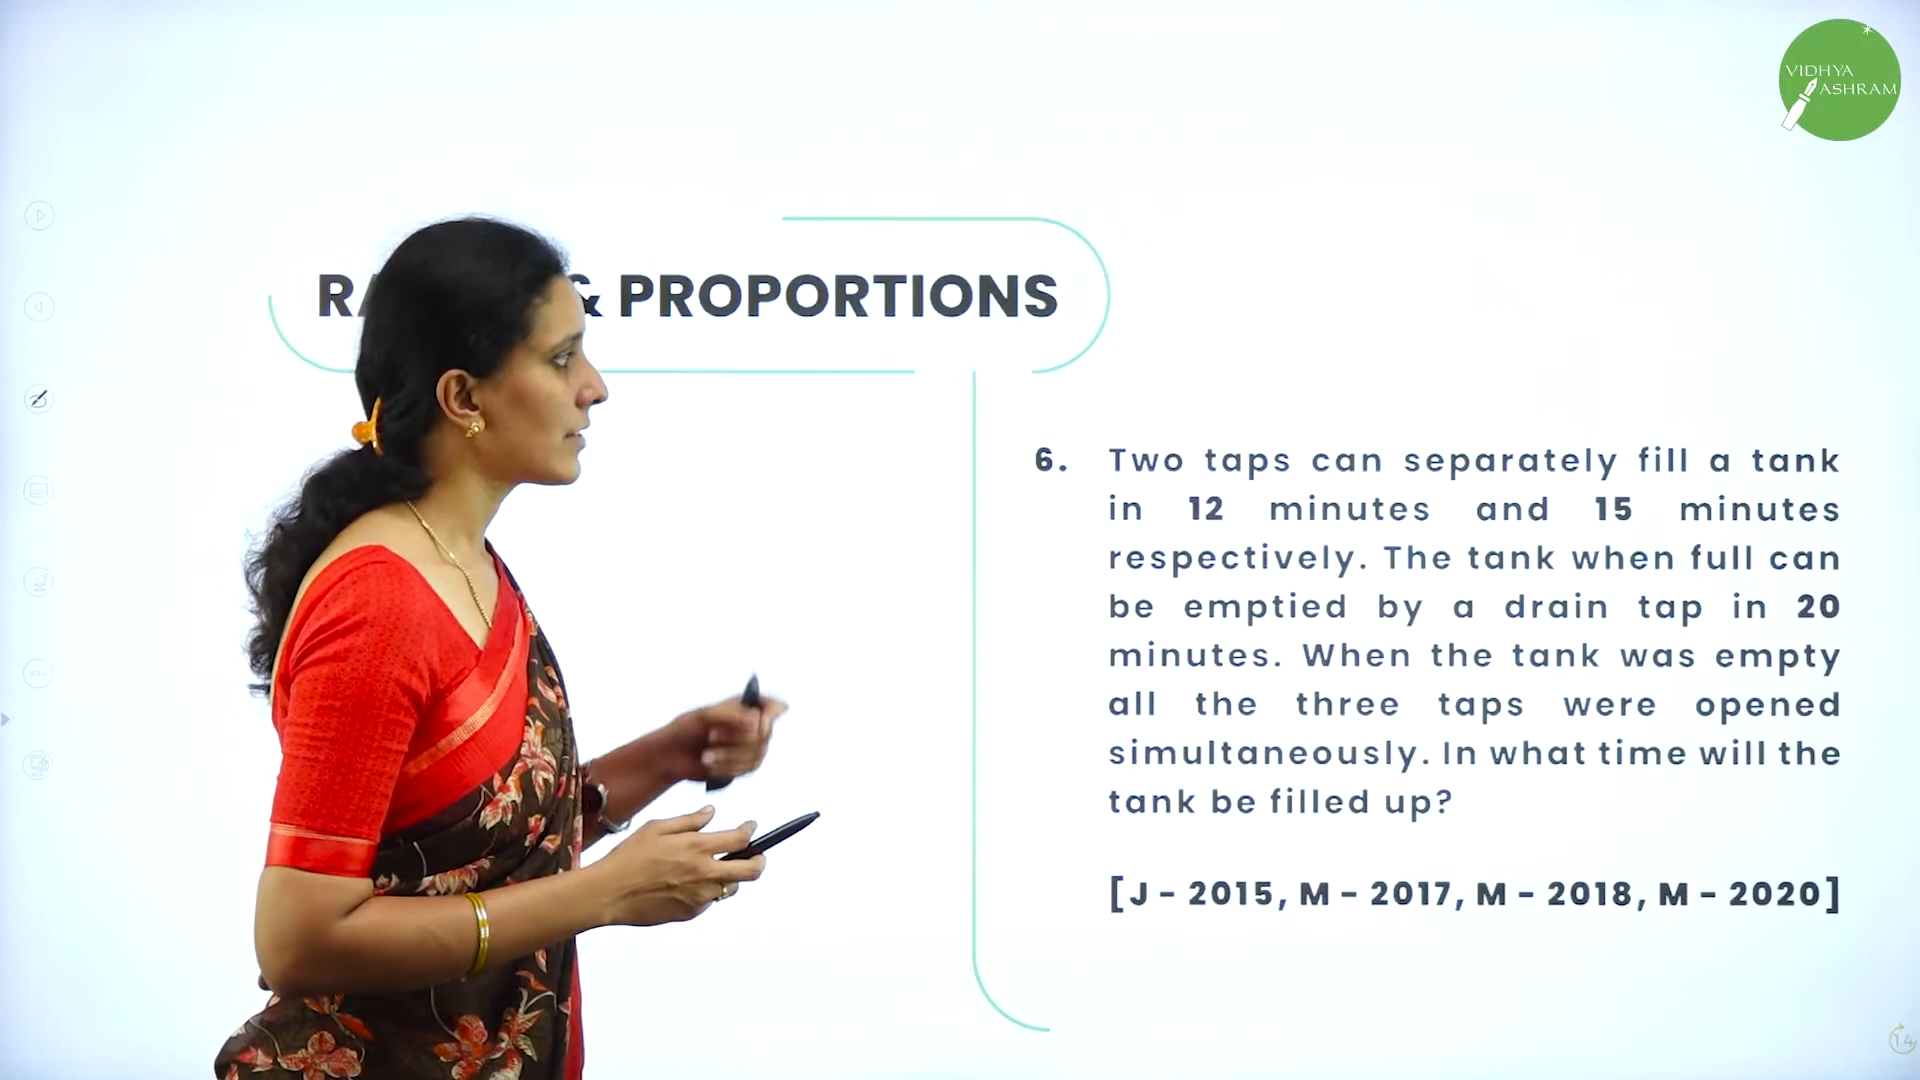 VIDHYA
ASHRAM
& PROPORTIONS
6. Two taps can separately fill a tank
in 12 minutes and 15 minutes
respectively. The tank when full can
be emptied by a drain tap in 20
minutes. When the tank was empty
all the three taps were opened
simultaneously. In what time will the
tank be filled up?
[J - 2015, M - 2017, M - 2018, M - 2020]